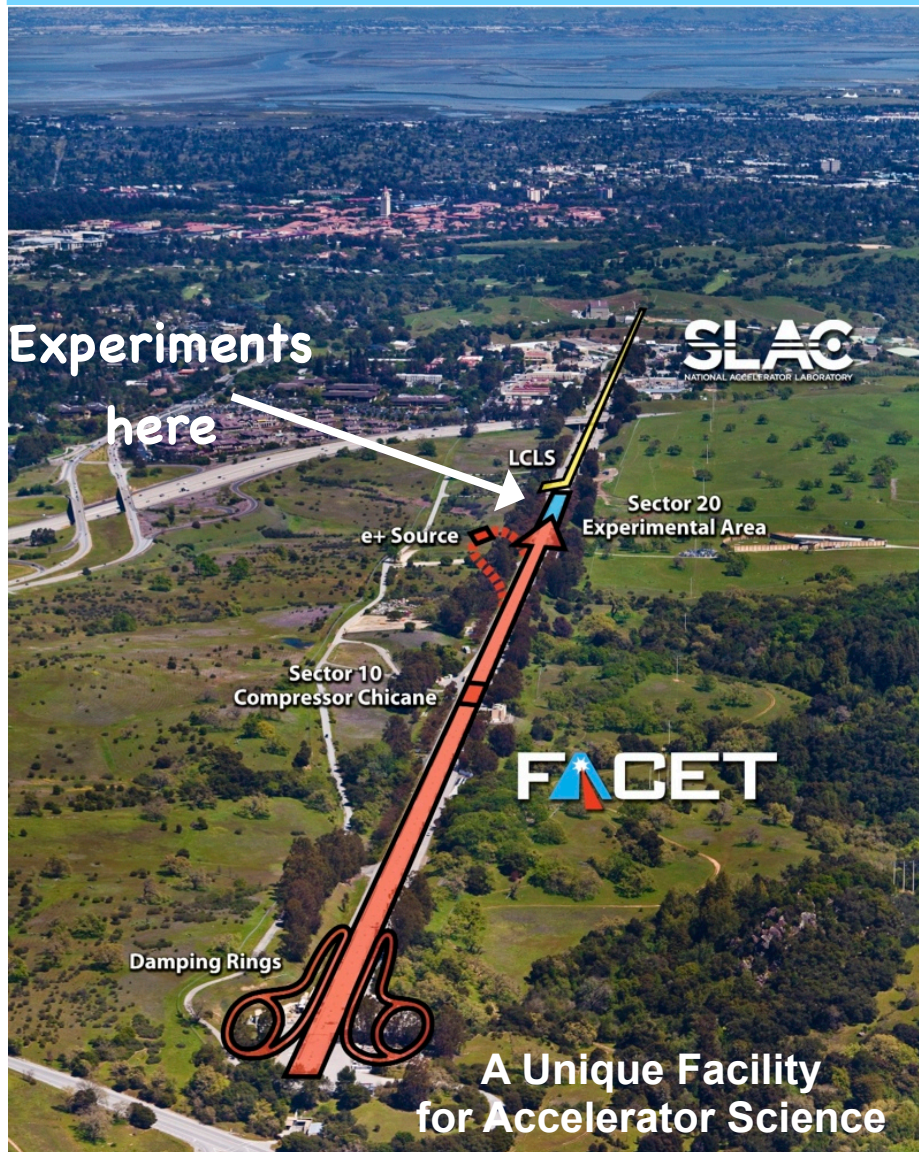 Experiments
here
SLAC
NATIONAL ACCELERATOR LABORATORY
LCLS
Sector 20
Experimental Area
e+ Source
Sector 10
Compressor Chicane
FACET
Damping Rings
A Unique Facility
for Accelerator Science